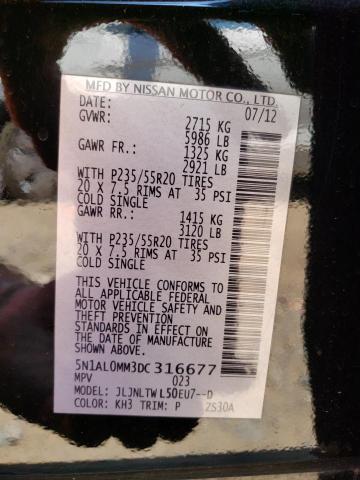 MFD BY NISSAN MOTOR CO., LTD.
DATE: 07/12
GVWR: 2715 KG
5986 LB
GAWR FR.: 1325 KG
2921 LB
WITH P235/55R20 TIRES
20 X 7.5 RIMS AT 35 PSI
COLD SINGLE
GAWR RR.: 1415 KG
3120 LB
WITH P235/55R20 TIRES
20 X 7.5 RIMS AT 35 PSI
COLD SINGLE
THIS VEHICLE CONFORMS TO
ALL APPLICABLE FEDERAL
MOTOR VEHICLE SAFETY AND
THEFT PREVENTION
STANDARDS IN EFFECT ON
THE DATE OF MANUFACTURE
SHOWN ABOVE.
5N1AL0MM3DC316677
MPV 023
MODEL: JLJNLTWL50EU7--D
COLOR: KH3 TRIM: P ZS30A